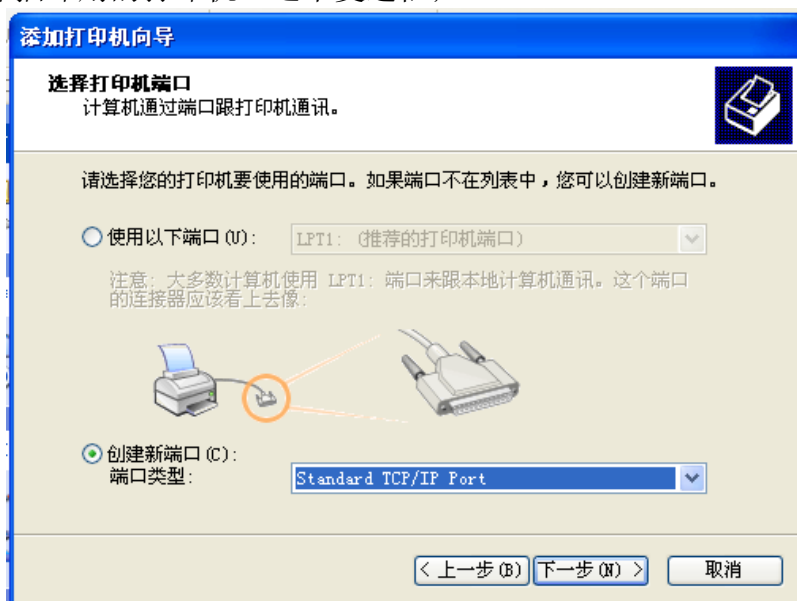 添加打印机向导
选择打印机端口
计算机通过端口跟打印机通讯。
请选择您的打印机要使用的端口。如果端口不在列表中，您可以创建新端口。
使用以下端口(U):
LPT1: (推荐的打印机端口)
注意: 大多数计算机使用 LPT1: 端口来跟本地计算机通讯。这个端口
的连接器应该看上去像:
创建新端口(C):
端口类型:
Standard TCP/IP Port
< 上一步(B)
下一步(N) >
取消